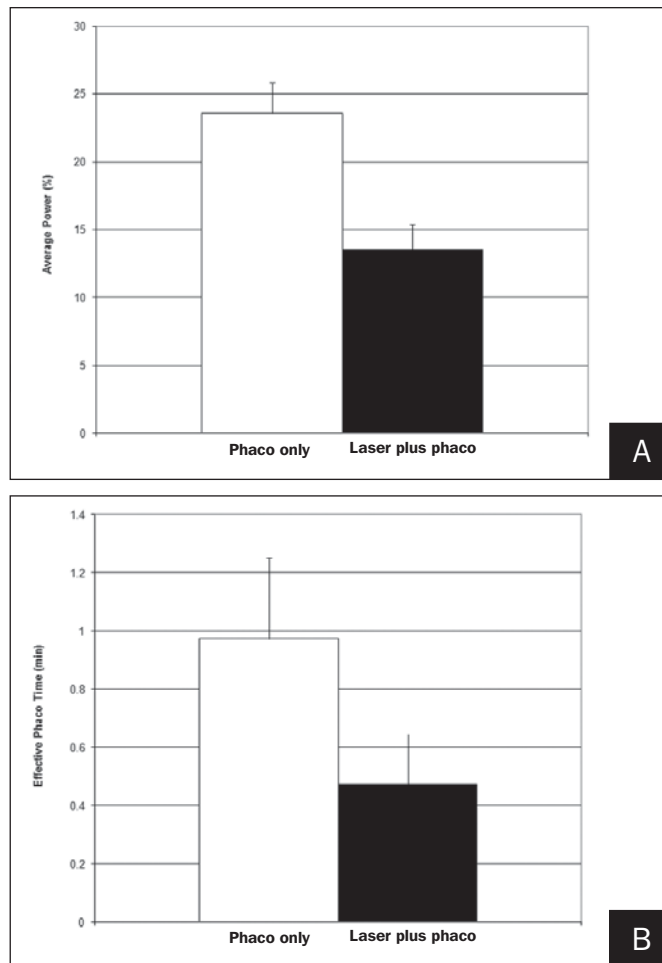 30
25
20
15
10
5
0
Average Power (%)
Phaco only Laser plus phaco
A
1.4
1.2
1
0.8
0.6
0.4
0.2
0
Effective Phaco Time (min)
Phaco only Laser plus phaco
B